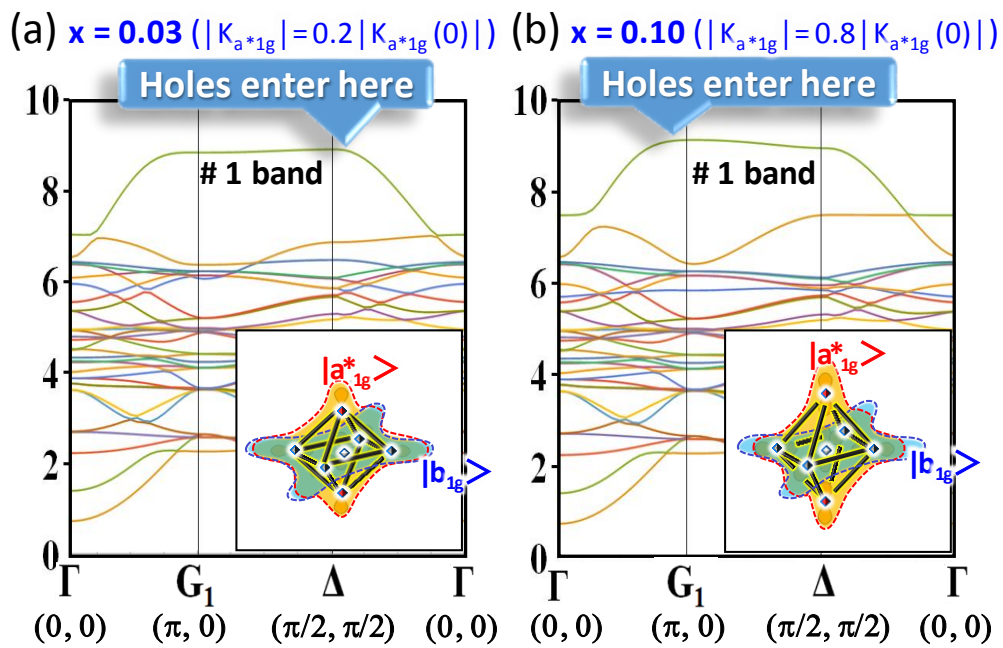 (a) x = 0.03 (|K a*1g|=0.2|K a*1g (0)|)
Holes enter here
# 1 band
10
8
6
4
2
0
|a*1g>
|b1g>
Γ G1 Δ Γ
(0, 0) (π, 0) (π/2, π/2) (0, 0)
(b) x = 0.10 (|K a*1g|=0.8|K a*1g (0)|)
Holes enter here
# 1 band
10
8
6
4
2
0
|a*1g>
|b1g>
Γ G1 Δ Γ
(0, 0) (π, 0) (π/2, π/2) (0, 0)